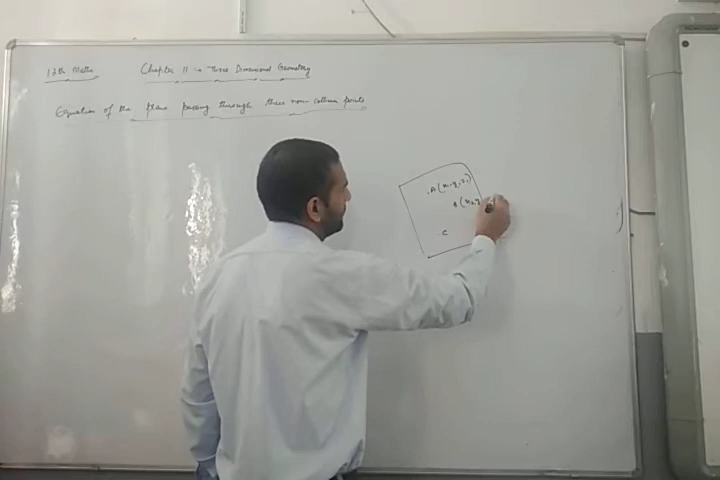 12th Maths Chapter 11 Three Dimensional Geometry
Equation of the plane passing through three non-collinear points
.A (x₁, y₁, z₁)
B (x₂, y
.C